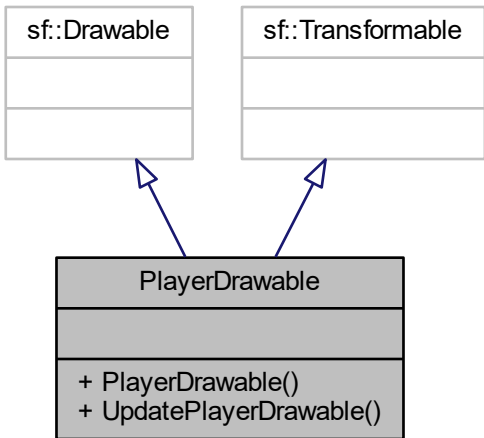 sf::Drawable
sf::Transformable
PlayerDrawable
+ PlayerDrawable()
+ UpdatePlayerDrawable()